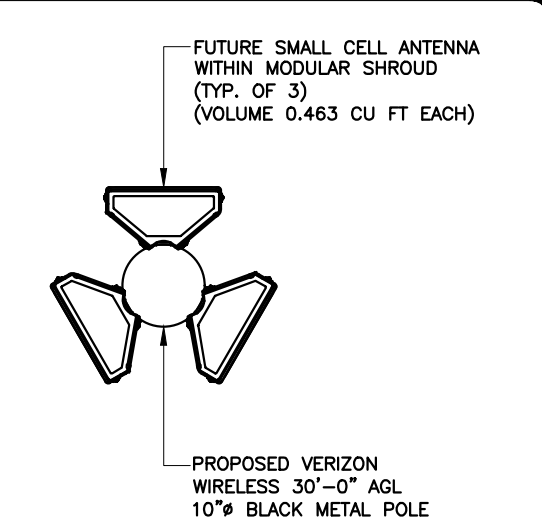 FUTURE SMALL CELL ANTENNA
WITHIN MODULAR SHROUD
(TYP. OF 3)
(VOLUME 0.463 CU FT EACH)
PROPOSED VERIZON
WIRELESS 30'-0" AGL
10"ø BLACK METAL POLE